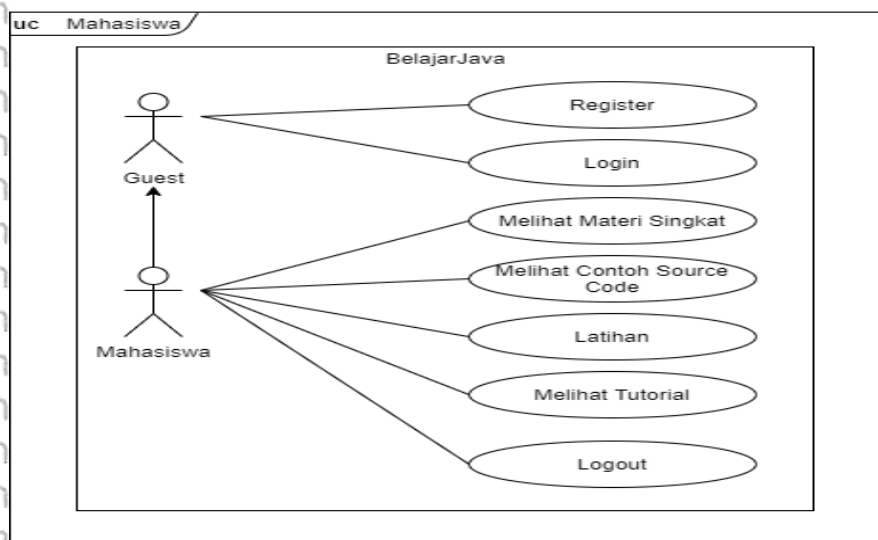 uc Mahasiswa
BelajarJava
Register
Guest
Login
Melihat Materi Singkat
Melihat Contoh Source
Code
Mahasiswa
Latihan
Melihat Tutorial
Logout